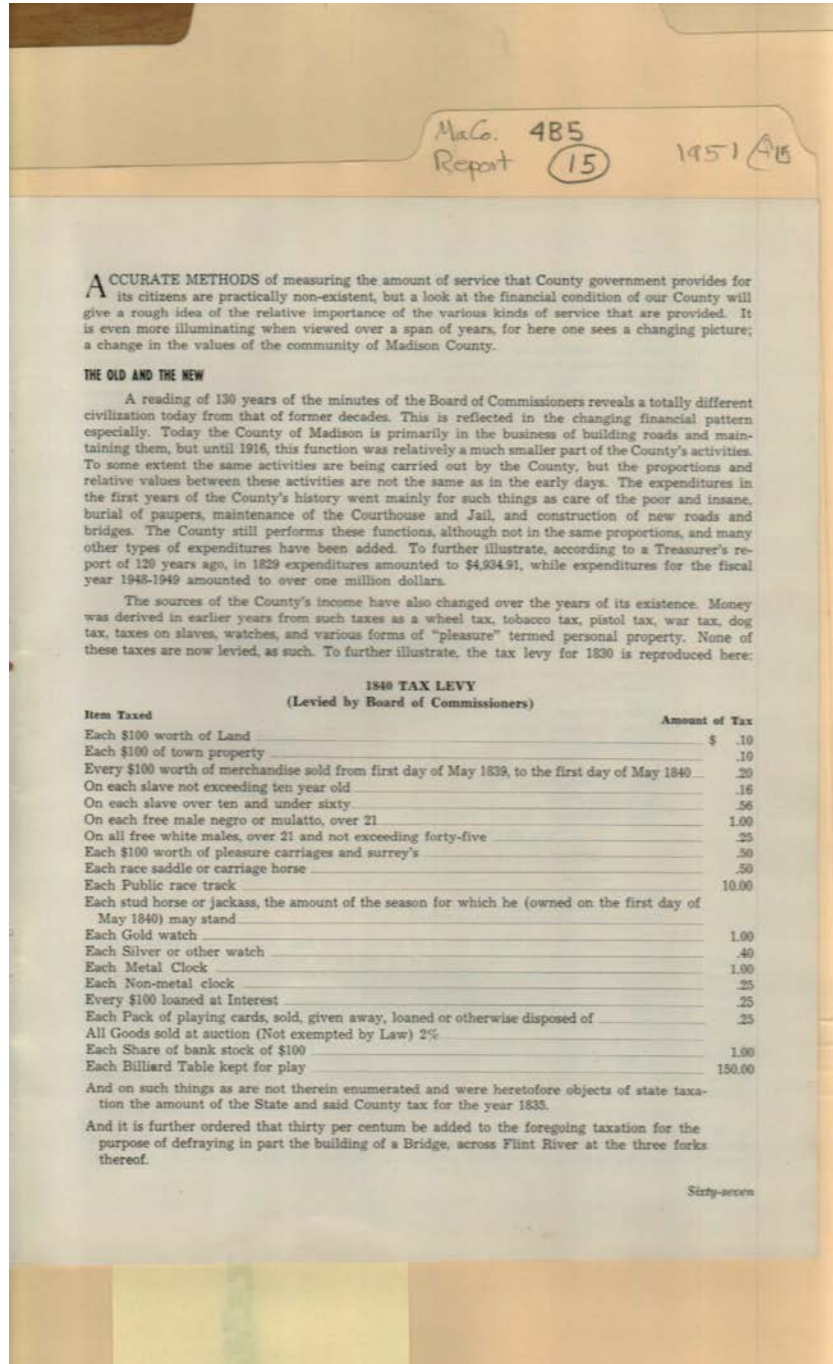 MaCo. 4B5
Report (15) 1951
ACCURATE METHODS of measuring the amount of service that County government provides for
its citizens are practically non-existent, but a look at the financial condition of our County will
give a rough idea of the relative importance of the various kinds of service that are provided. It
is even more illuminating when viewed over a span of years, for here one sees a changing picture;
a change in the values of the community of Madison County.
THE OLD AND THE NEW
A reading of 130 years of the minutes of the Board of Commissioners reveals a totally different
civilization today from that of former decades. This is reflected in the changing financial pattern
especially. Today the County of Madison is primarily in the business of building roads and main-
taining them, but until 1916, this function was relatively a much smaller part of the County's activities.
To some extent the same activities are being carried out by the County, but the proportions and
relative values between these activities are not the same as in the early days. The expenditures in
the first years of the County's history went mainly for such things as care of the poor and insane,
burial of paupers, maintenance of the Courthouse and Jail, and construction of new roads and
bridges. The County still performs these functions, although not in the same proportions, and many
other types of expenditures have been added. To further illustrate, according to a Treasurer's re-
port of 120 years ago, in 1829 expenditures amounted to $4,934.91, while expenditures for the fiscal
year 1948-1949 amounted to over one million dollars.
The sources of the County's income have also changed over the years of its existence. Money
was derived in earlier years from such taxes as a wheel tax, tobacco tax, pistol tax, war tax, dog
tax, taxes on slaves, watches, and various forms of "pleasure" termed personal property. None of
these taxes are now levied, as such. To further illustrate, the tax levy for 1830 is reproduced here:
1840 TAX LEVY
(Levied by Board of Commissioners)
Item Taxed Amount of Tax
Each $100 worth of Land $ .10
Each $100 of town property .10
Every $100 worth of merchandise sold from first day of May 1839, to the first day of May 1840 .20
On each slave not exceeding ten year old .16
On each slave over ten and under sixty .56
On each free male negro or mulatto, over 21 1.00
On all free white males, over 21 and not exceeding forty-five .25
Each $100 worth of pleasure carriages and surrey's .50
Each race saddle or carriage horse .50
Each Public race track 10.00
Each stud horse or jackass, the amount of the season for which he (owned on the first day of
May 1840) may stand
Each Gold watch 1.00
Each Silver or other watch .40
Each Metal Clock 1.00
Each Non-metal clock .25
Every $100 loaned at Interest .25
Each Pack of playing cards, sold, given away, loaned or otherwise disposed of .25
All Goods sold at auction (Not exempted by Law) 2%
Each Share of bank stock of $100 1.00
Each Billiard Table kept for play 150.00
And on such things as are not therein enumerated and were heretofore objects of state taxa-
tion the amount of the State and said County tax for the year 1835.
And it is further ordered that thirty per centum be added to the foregoing taxation for the
purpose of defraying in part the building of a Bridge, across Flint River at the three forks
thereof.
Sixty-seven